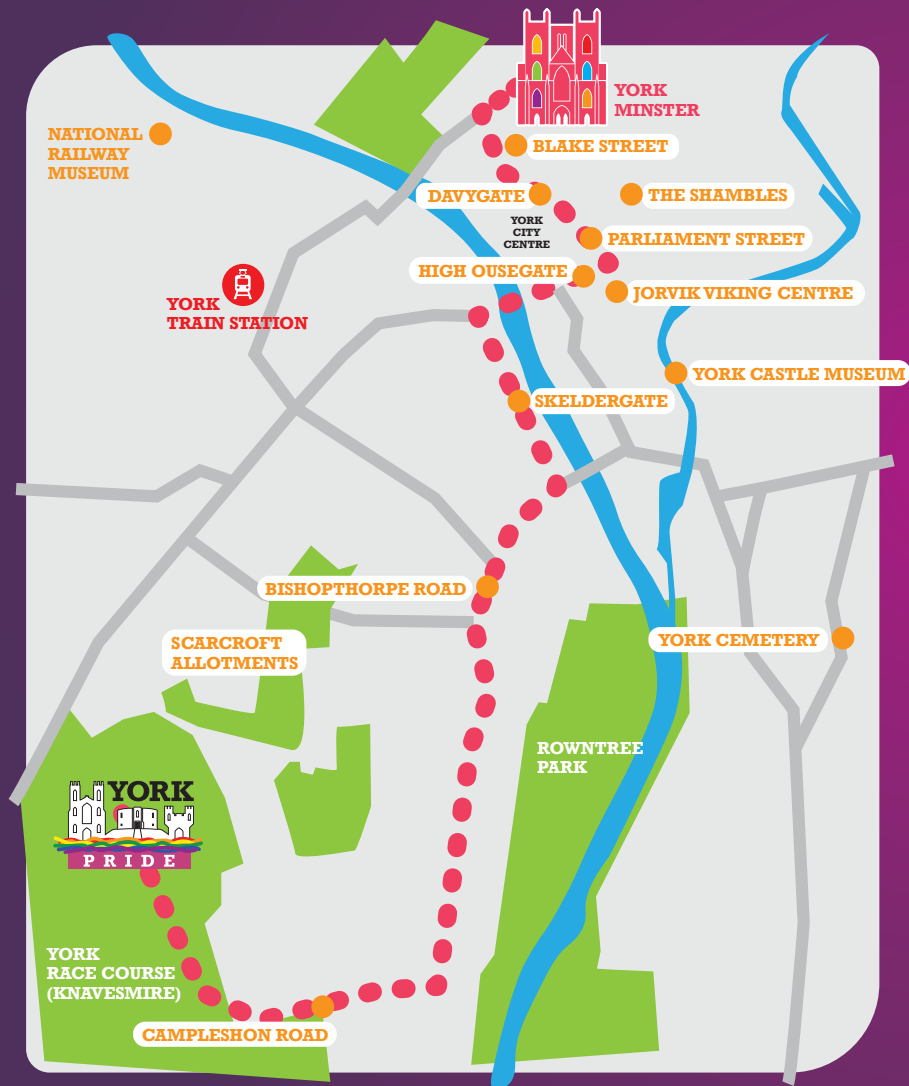 YORK
MINSTER
NATIONAL
RAILWAY
MUSEUM
BLAKE STREET
DAVYGATE
THE SHAMBLES
YORK
CITY
CENTRE
PARLIAMENT STREET
HIGH OUSEGATE
JORVIK VIKING CENTRE
YORK
TRAIN STATION
YORK CASTLE MUSEUM
SKELDERGATE
BISHOPTHORPE ROAD
SCARCROFT
ALLOTMENTS
YORK CEMETERY
ROWNTREE
PARK
YORK
PRIDE
YORK
RACE COURSE
(KNAVESMIRE)
CAMPLESHON ROAD